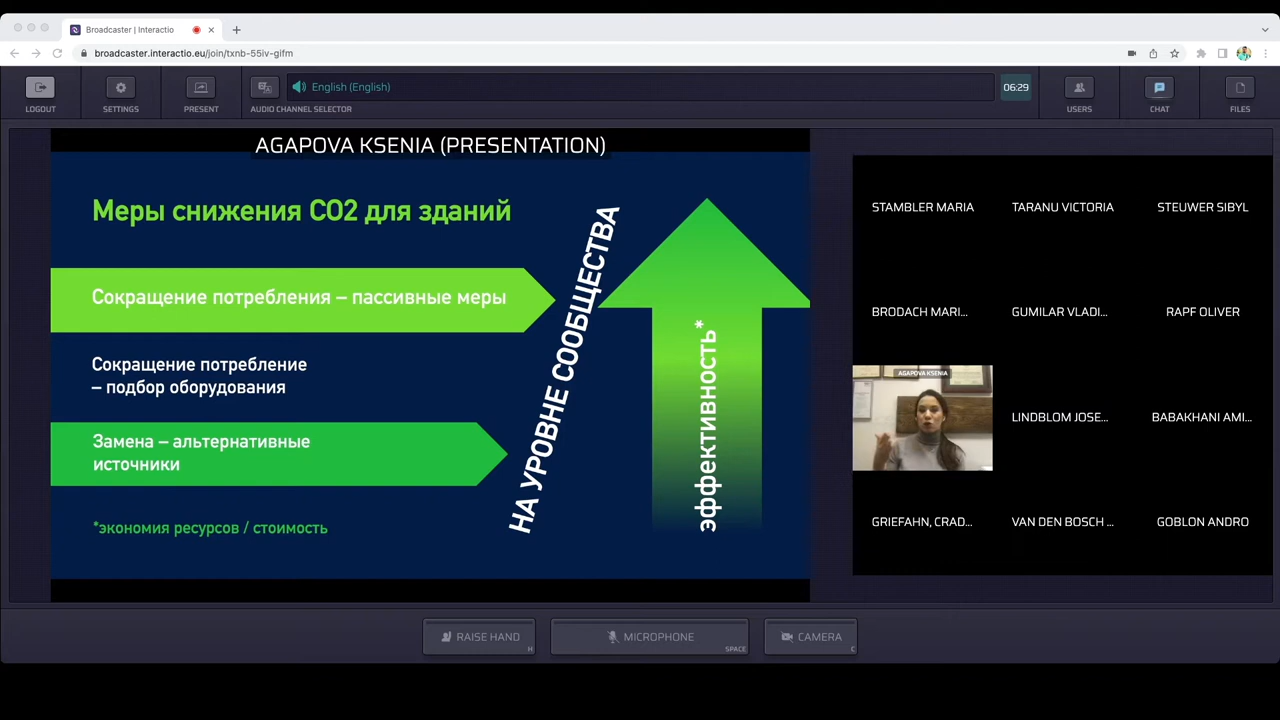 Broadcaster | Interactio
broadcaster.interactio.eu/join/txnb-55iv-gifm
LOGOUT
SETTINGS
PRESENT
English (English)
AUDIO CHANNEL SELECTOR
06:29
USERS
CHAT
FILES
AGAPOVA KSENIA (PRESENTATION)
Меры снижения СО2 для зданий
Сокращение потребления – пассивные меры
Сокращение потребление
– подбор оборудования
Замена – альтернативные
источники
*экономия ресурсов / стоимость
НА УРОВНЕ СООБЩЕСТВА
эффективность*
STAMBLER MARIA
TARANU VICTORIA
STEUWER SIBYL
BRODACH MARI...
GUMILAR VLADI...
RAPF OLIVER
AGAPOVA KSENIA
LINDBLOM JOSE...
BABAKHANI AMI...
GRIEFAHN, CRAD...
VAN DEN BOSCH ...
GOBLON ANDRO
RAISE HAND
H
MICROPHONE
SPACE
CAMERA
C